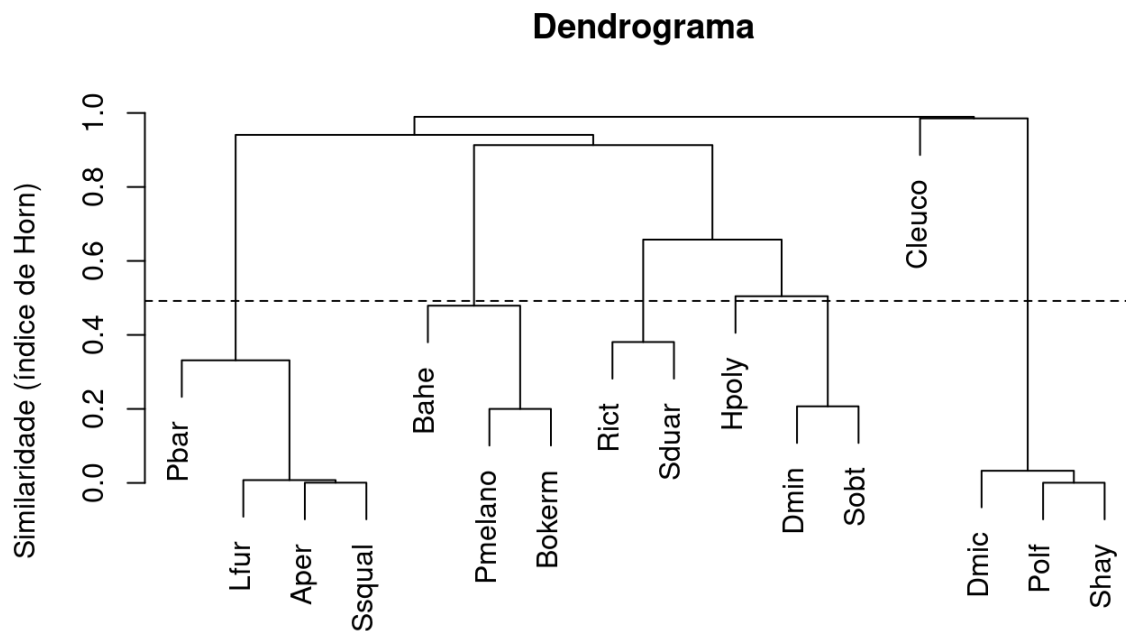 Dendrograma
Similaridade (índice de Horn)
1.0
0.8
0.6
0.4
0.2
0.0
Pbar
Lfur
Aper
Ssqual
Bahe
Pmelano
Bokerm
Rict
Sduar
Hpoly
Dmin
Sobt
Cleuco
Dmic
Polf
Shay